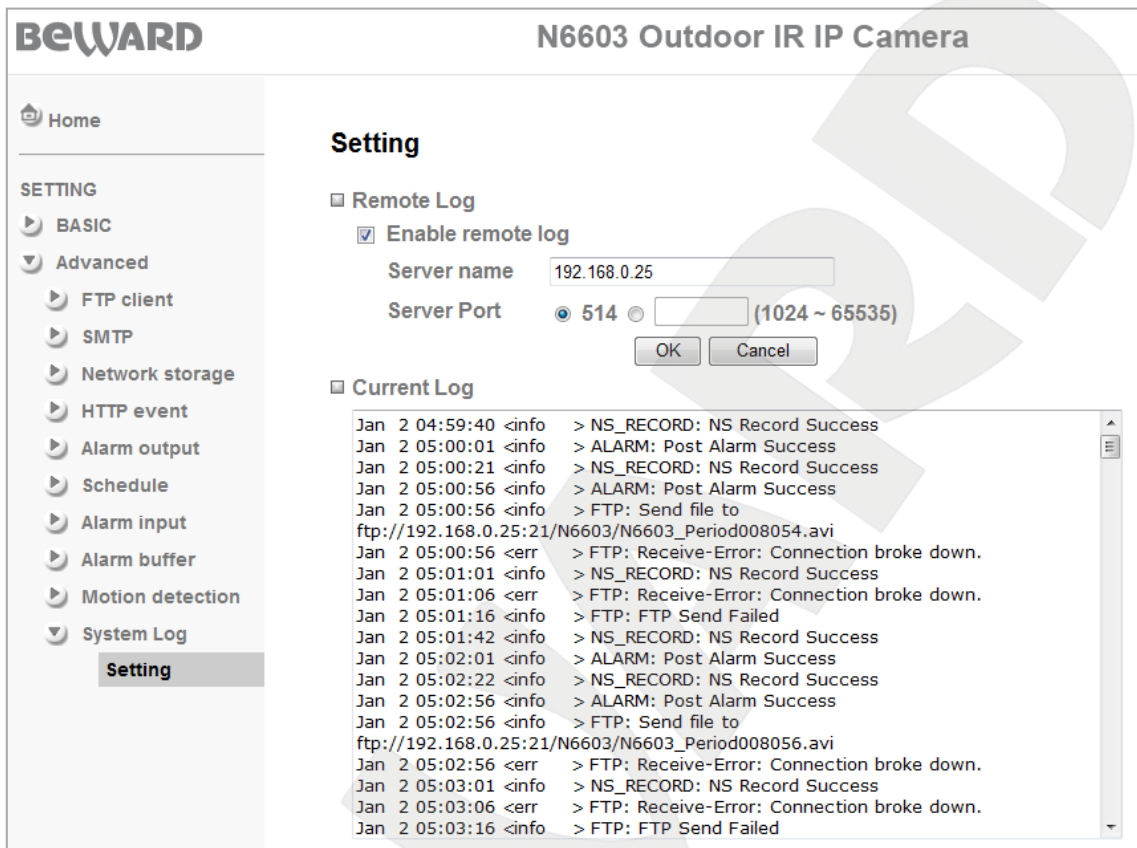 BEWARD
N6603 Outdoor IR IP Camera
Home
SETTING
BASIC
Advanced
FTP client
SMTP
Network storage
HTTP event
Alarm output
Schedule
Alarm input
Alarm buffer
Motion detection
System Log
Setting
Setting
Remote Log
Enable remote log
Server name 192.168.0.25
Server Port 514 (1024 ~ 65535)
OK Cancel
Current Log
Jan 2 04:59:40 <info > NS_RECORD: NS Record Success
Jan 2 05:00:01 <info > ALARM: Post Alarm Success
Jan 2 05:00:21 <info > NS_RECORD: NS Record Success
Jan 2 05:00:56 <info > ALARM: Post Alarm Success
Jan 2 05:00:56 <info > FTP: Send file to
ftp://192.168.0.25:21/N6603/N6603_Period008054.avi
Jan 2 05:00:56 <err > FTP: Receive-Error: Connection broke down.
Jan 2 05:01:01 <info > NS_RECORD: NS Record Success
Jan 2 05:01:06 <err > FTP: Receive-Error: Connection broke down.
Jan 2 05:01:16 <info > FTP: FTP Send Failed
Jan 2 05:01:42 <info > NS_RECORD: NS Record Success
Jan 2 05:02:01 <info > ALARM: Post Alarm Success
Jan 2 05:02:22 <info > NS_RECORD: NS Record Success
Jan 2 05:02:56 <info > ALARM: Post Alarm Success
Jan 2 05:02:56 <info > FTP: Send file to
ftp://192.168.0.25:21/N6603/N6603_Period008056.avi
Jan 2 05:02:56 <err > FTP: Receive-Error: Connection broke down.
Jan 2 05:03:01 <info > NS_RECORD: NS Record Success
Jan 2 05:03:06 <err > FTP: Receive-Error: Connection broke down.
Jan 2 05:03:16 <info > FTP: FTP Send Failed